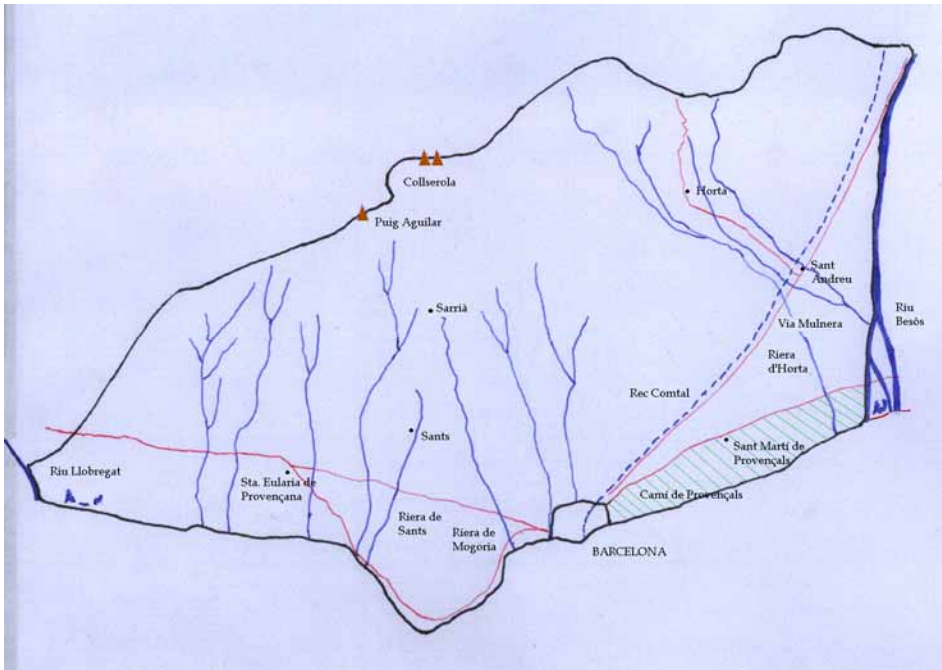 Collserola
Puig Aguilar
Horta
Sant
Andreu
Sarrià
Riu
Besòs
Via Mulnera
Riera
d'Horta
Rec Comtal
Sants
Sant Martí de
Provençals
Riu Llobregat
Sta. Eularia de
Provençana
Camí de Provençals
Riera de
Sants
Riera de
Mogoria
BARCELONA